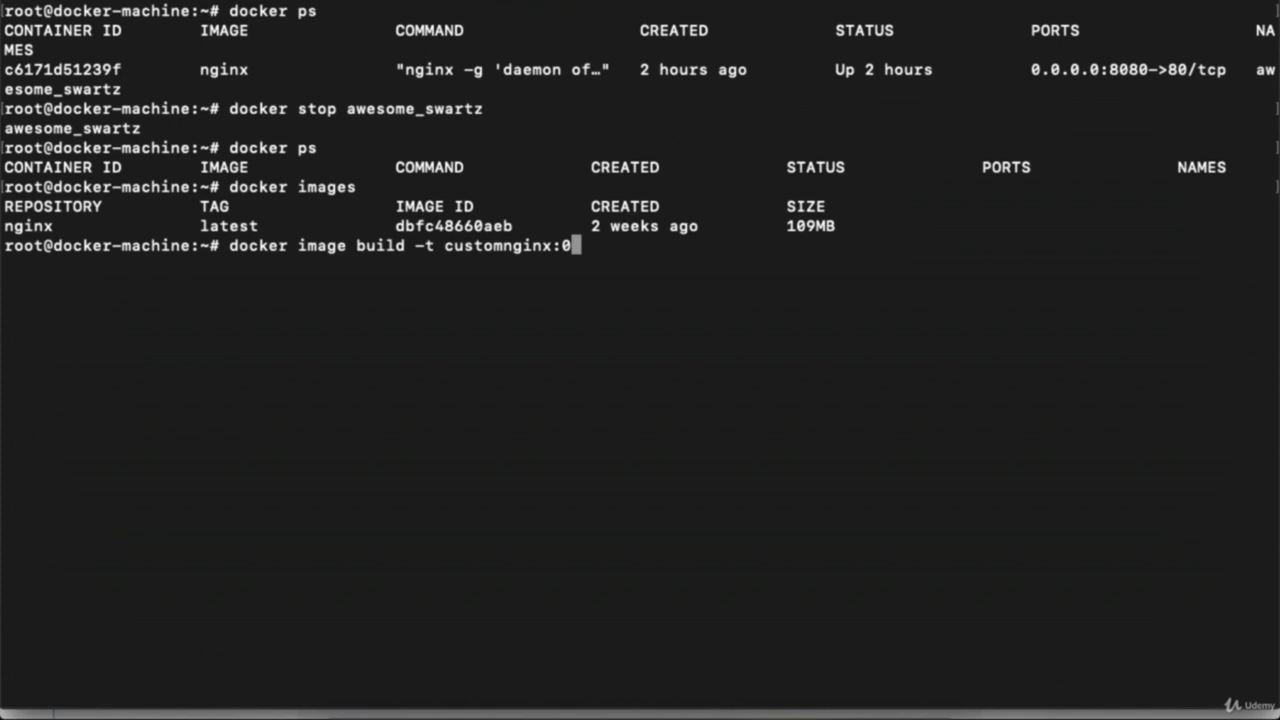 root@docker-machine:~# docker ps
CONTAINER ID IMAGE COMMAND CREATED STATUS PORTS NA
MES
c6171d51239f nginx "nginx -g 'daemon of…" 2 hours ago Up 2 hours 0.0.0.0:8080->80/tcp aw
esome_swartz
root@docker-machine:~# docker stop awesome_swartz
awesome_swartz
root@docker-machine:~# docker ps
CONTAINER ID IMAGE COMMAND CREATED STATUS PORTS NAMES
root@docker-machine:~# docker images
REPOSITORY TAG IMAGE ID CREATED SIZE
nginx latest dbfc48660aeb 2 weeks ago 109MB
root@docker-machine:~# docker image build -t customnginx:0
Udemy